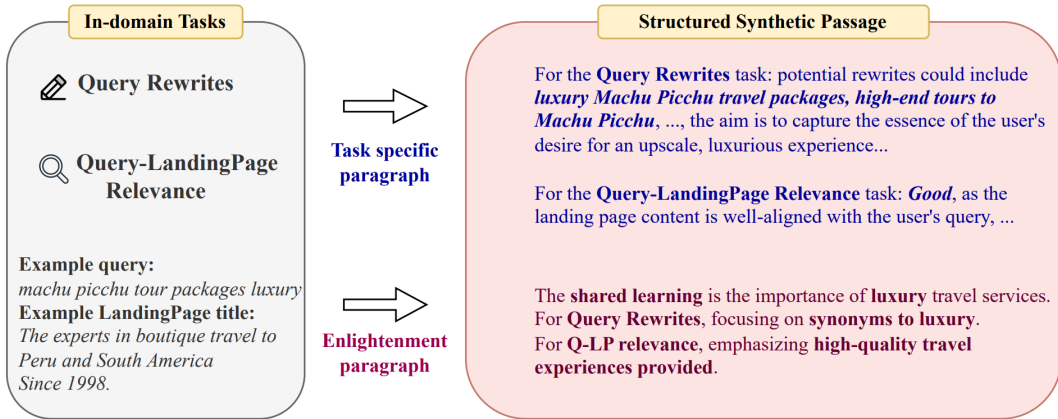 In-domain Tasks
Query Rewrites
Query-LandingPage
Relevance
Example query:
machu picchu tour packages luxury
Example LandingPage title:
The experts in boutique travel to
Peru and South America
Since 1998.
Task specific
paragraph
Enlightenment
paragraph
Structured Synthetic Passage
For the Query Rewrites task: potential rewrites could include
luxury Machu Picchu travel packages, high-end tours to
Machu Picchu, ..., the aim is to capture the essence of the user's
desire for an upscale, luxurious experience...
For the Query-LandingPage Relevance task: Good, as the
landing page content is well-aligned with the user's query, ...
The shared learning is the importance of luxury travel services.
For Query Rewrites, focusing on synonyms to luxury.
For Q-LP relevance, emphasizing high-quality travel
experiences provided.